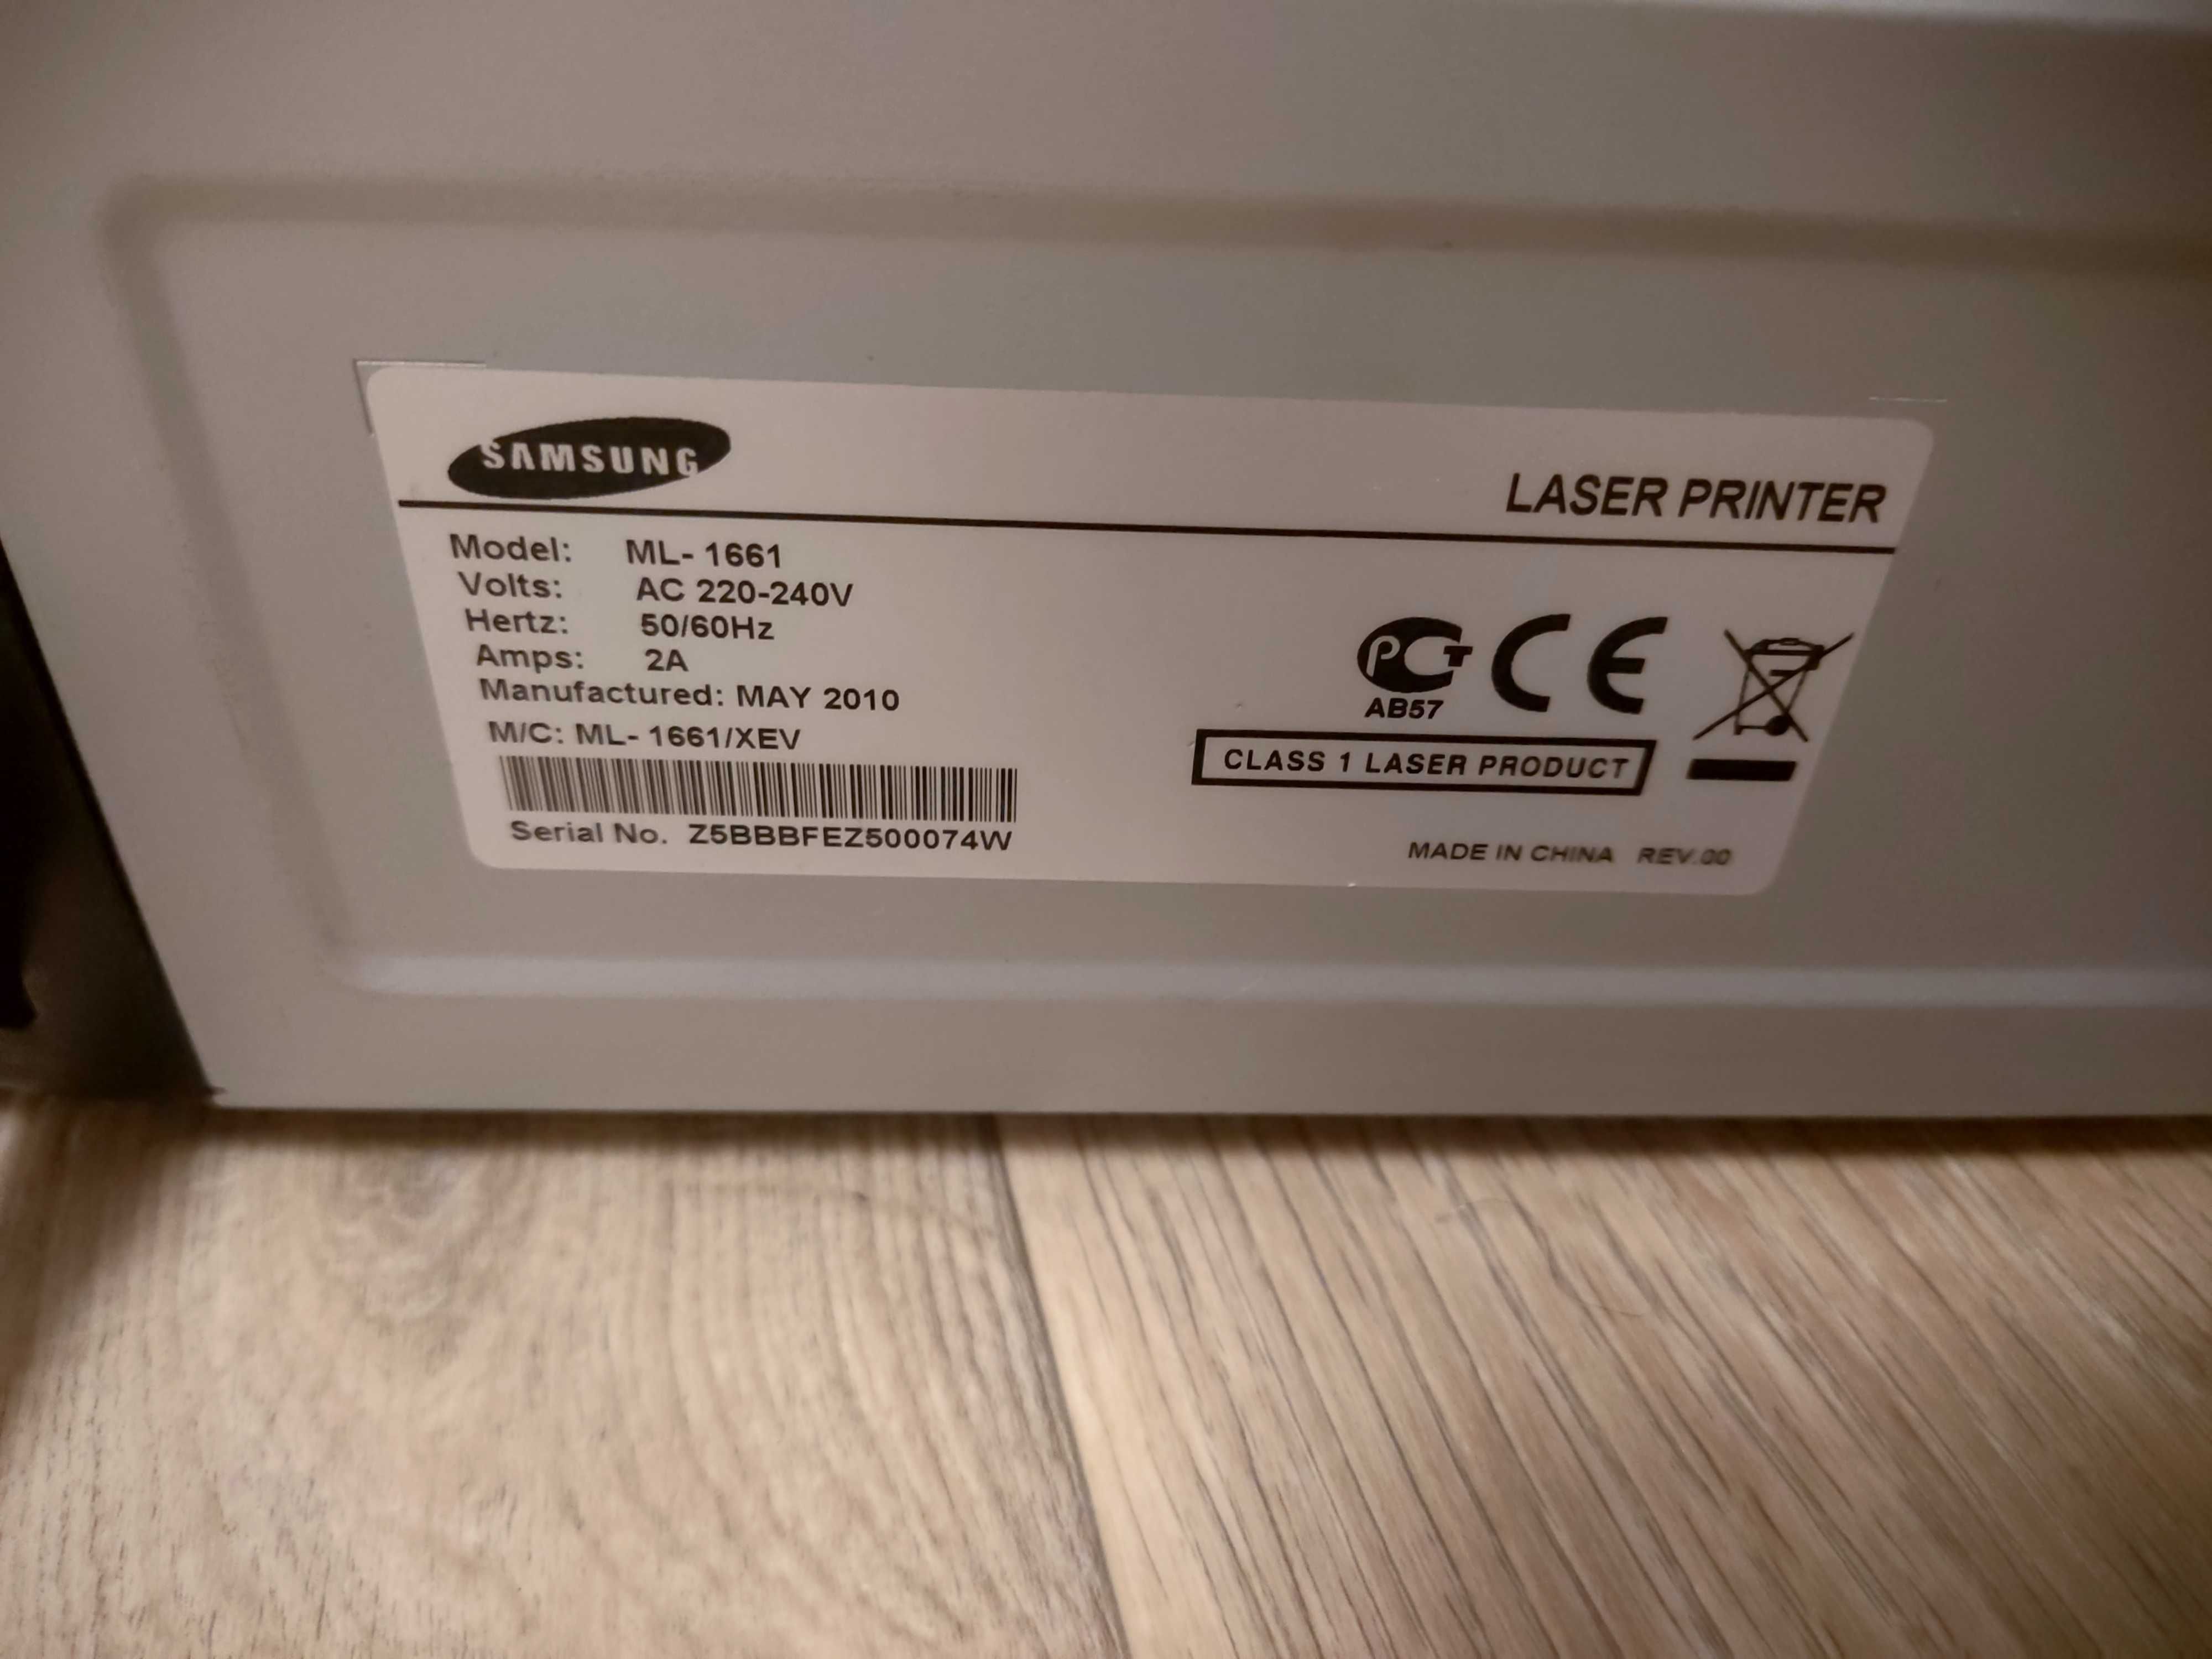 SAMSUNG
LASER PRINTER
Model: ML- 1661
Volts: AC 220-240V
Hertz: 50/60Hz
Amps: 2A
Manufactured: MAY 2010
M/C: ML- 1661/XEV
Serial No. Z5BBBFEZ500074W
РСТ CE
AB57
CLASS 1 LASER PRODUCT
MADE IN CHINA REV.00